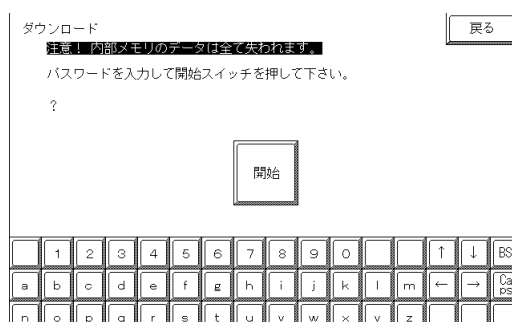 ダウンロード
戻る
注意！ 内部メモリのデータは全て失われます。
パスワードを入力して開始スイッチを押して下さい。
?
開始
1 2 3 4 5 6 7 8 9 0 ↑ ↓ BS
a b c d e f g h i j k l m ← → Ca ps
n o p q r s t u v w x y z